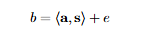 b = ⟨a, s⟩ + e